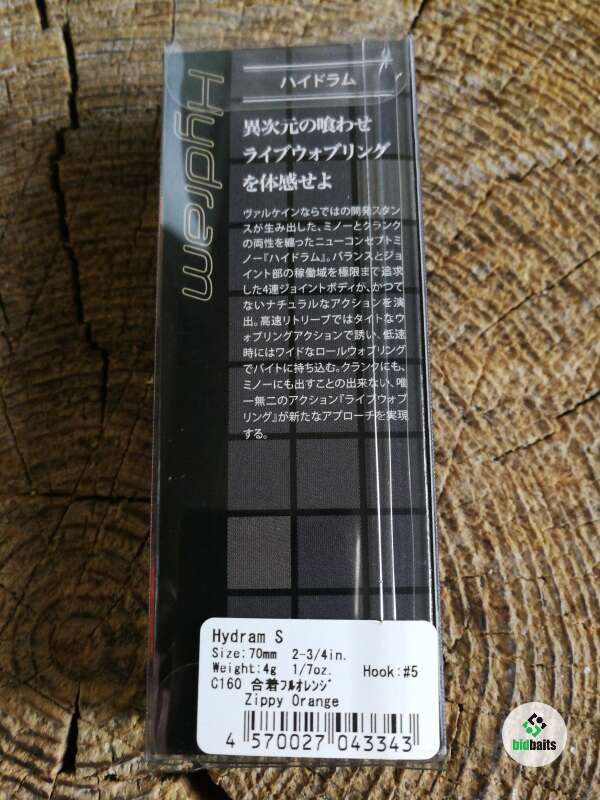 Hydram
ハイドラム
異次元の喰わせ
ライブウォブリング
を体感せよ
ヴァルケインならではの開発スタン
スが生み出した、ミノーとクランク
の両性を纏ったニューコンセプトミ
ノー『ハイドラム』。バランスとジョ
イント部の稼働域を極限まで追求
した4連ジョイントボディが、かつて
ないナチュラルなアクションを演
出。高速リトリーブではタイトなウ
ォブリングアクションで誘い、低速
時にはワイドなロールウォブリング
でバイトに持ち込む。クランクにも、
ミノーにも出すことの出来ない、唯
一無二のアクション『ライブウォブ
リング』が新たなアプローチを実現
する。
Hydram S
Size:70mm 2-3/4in.
Weight:4g 1/7oz. Hook:#5
C160 合着フルオレンジ
Zippy Orange
4 570027 043343
bidbaits